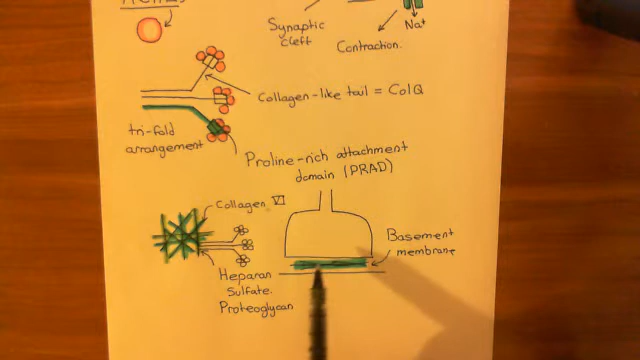 Synaptic
cleft
Na⁺
Contraction.
Collagen-like tail = ColQ
tri-fold
arrangement
Proline-rich attachment
domain (PRAD)
Collagen VI
Basement
membrane
Heparan
Sulfate
Proteoglycan